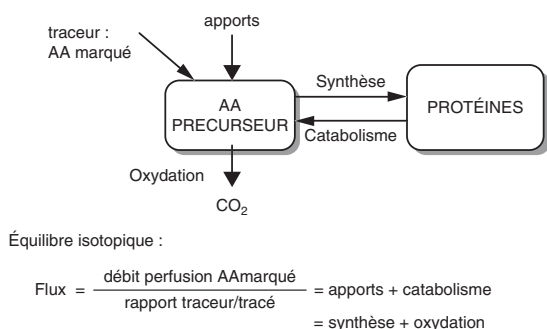 apports
traceur :
AA marqué
Synthèse
AA
PRECURSEUR
PROTÉINES
Catabolisme
Oxydation
CO₂
Équilibre isotopique :
débit perfusion AAmarqué
Flux = = apports + catabolisme
rapport traceur/tracé
= synthèse + oxydation